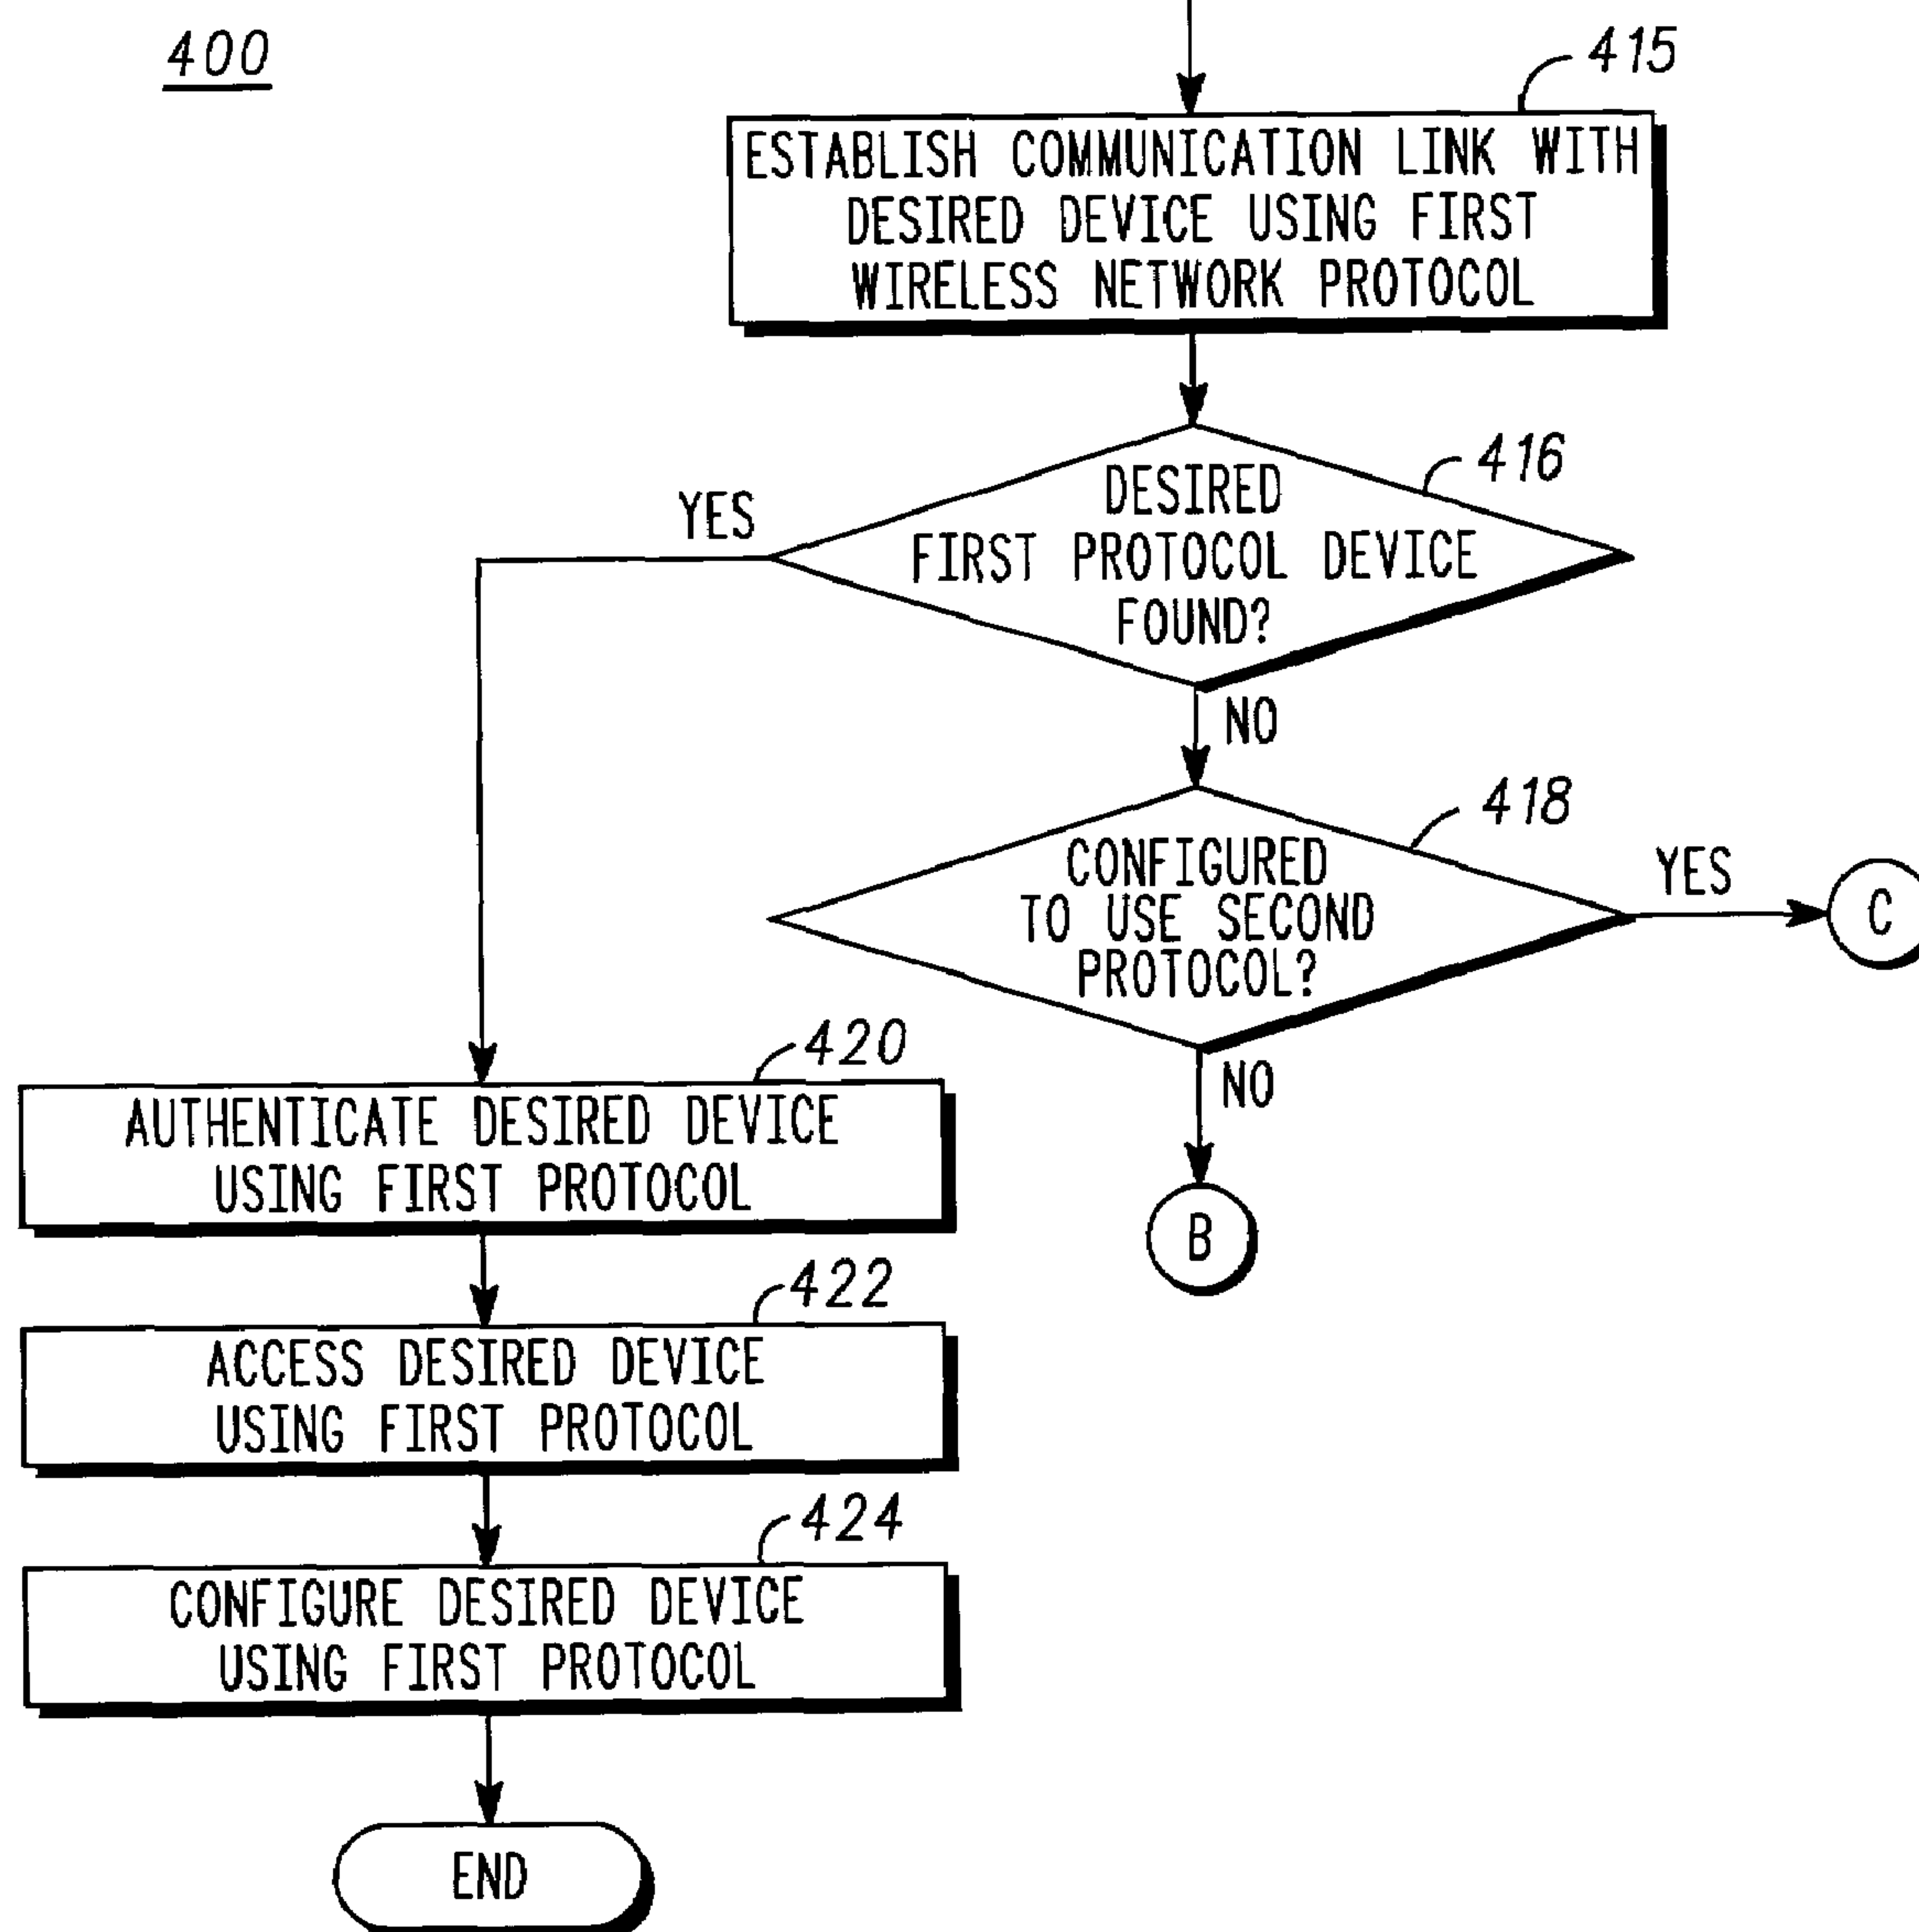 400
415
ESTABLISH COMMUNICATION LINK WITH
DESIRED DEVICE USING FIRST
WIRELESS NETWORK PROTOCOL
416
DESIRED
FIRST PROTOCOL DEVICE
FOUND?
YES
NO
418
CONFIGURED
TO USE SECOND
PROTOCOL?
YES
C
NO
B
420
AUTHENTICATE DESIRED DEVICE
USING FIRST PROTOCOL
422
ACCESS DESIRED DEVICE
USING FIRST PROTOCOL
424
CONFIGURE DESIRED DEVICE
USING FIRST PROTOCOL
END